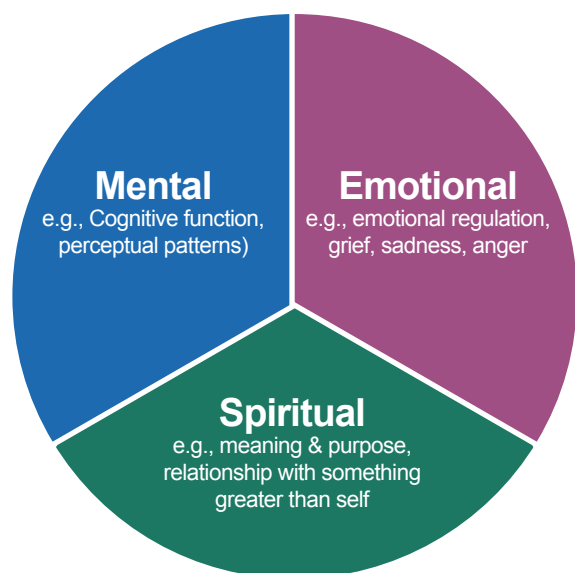 Mental
e.g., Cognitive function,
perceptual patterns)
Emotional
e.g., emotional regulation,
grief, sadness, anger
Spiritual
e.g., meaning & purpose,
relationship with something
greater than self